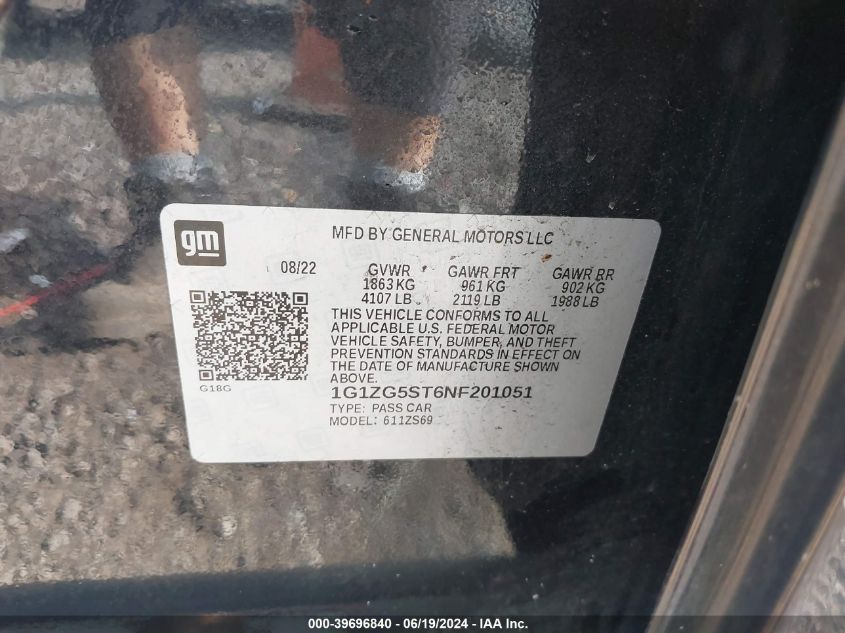 gm
MFD BY GENERAL MOTORS LLC
08/22 GVWR GAWR FRT GAWR RR
1863 KG 961 KG 902 KG
4107 LB 2119 LB 1988 LB
THIS VEHICLE CONFORMS TO ALL
APPLICABLE U.S. FEDERAL MOTOR
VEHICLE SAFETY, BUMPER, AND THEFT
PREVENTION STANDARDS IN EFFECT ON
THE DATE OF MANUFACTURE SHOWN
ABOVE.
G18G
1G1ZG5ST6NF201051
TYPE: PASS CAR
MODEL: 611ZS69
000-39696840 - 06/19/2024 - IAA Inc.